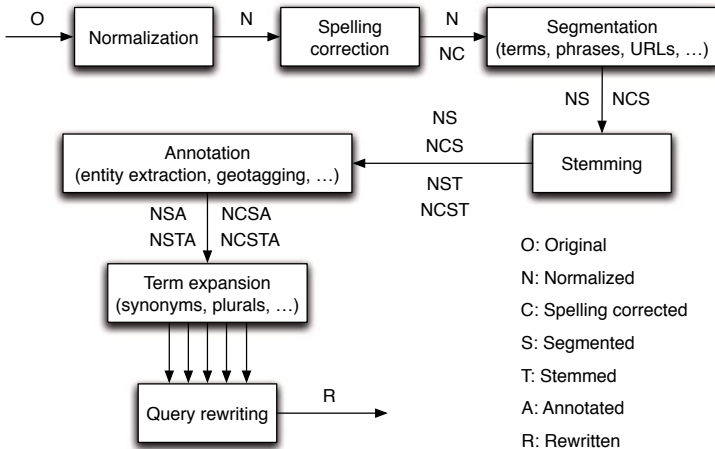 O
Normalization
N
Spelling
correction
N
NC
Segmentation
(terms, phrases, URLs, …)
NS NCS
Stemming
NS
NCS
NST
NCST
Annotation
(entity extraction, geotagging, …)
NSA NCSA
NSTA NCSTA
Term expansion
(synonyms, plurals, …)
Query rewriting
R
O: Original
N: Normalized
C: Spelling corrected
S: Segmented
T: Stemmed
A: Annotated
R: Rewritten